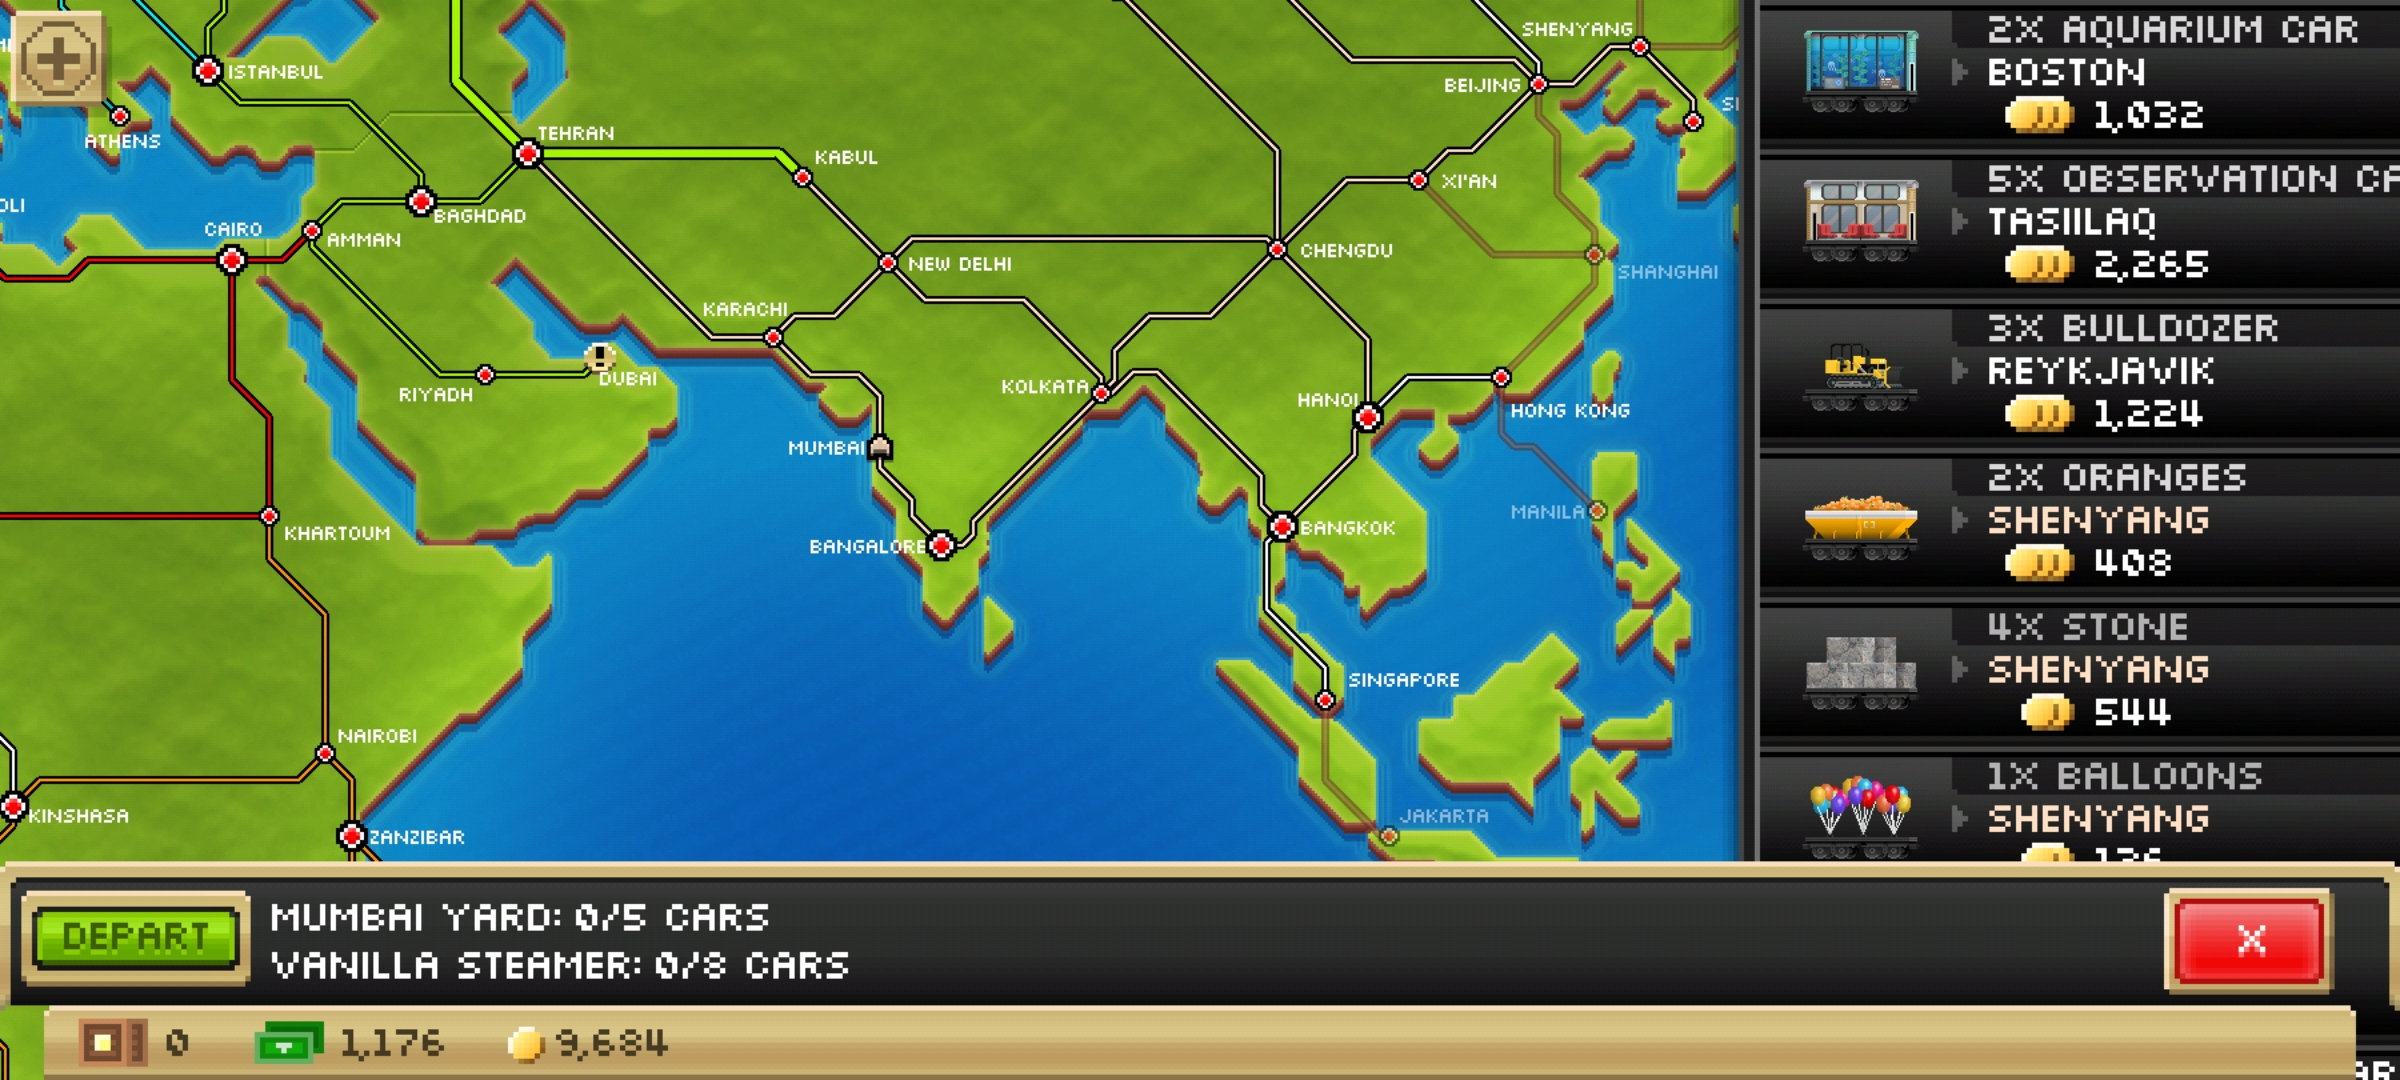 ISTANBUL
ATHENS
TEHRAN
KABUL
BAGHDAD
CAIRO
AMMAN
NEW DELHI
KARACHI
RIYADH
DUBAI
KOLKATA
MUMBAI
BANGALORE
KHARTOUM
NAIROBI
KINSHASA
ZANZIBAR
SHENYANG
BEIJING
XI'AN
CHENGDU
SHANGHAI
HANOI
HONG KONG
MANILA
BANGKOK
SINGAPORE
JAKARTA
2X AQUARIUM CAR
BOSTON
1,032
5X OBSERVATION CA
TASIILAQ
2,265
3X BULLDOZER
REYKJAVIK
1,224
2X ORANGES
SHENYANG
408
4X STONE
SHENYANG
544
1X BALLOONS
SHENYANG
DEPART
MUMBAI YARD: 0/5 CARS
VANILLA STEAMER: 0/8 CARS
X
0
1,176
9,684